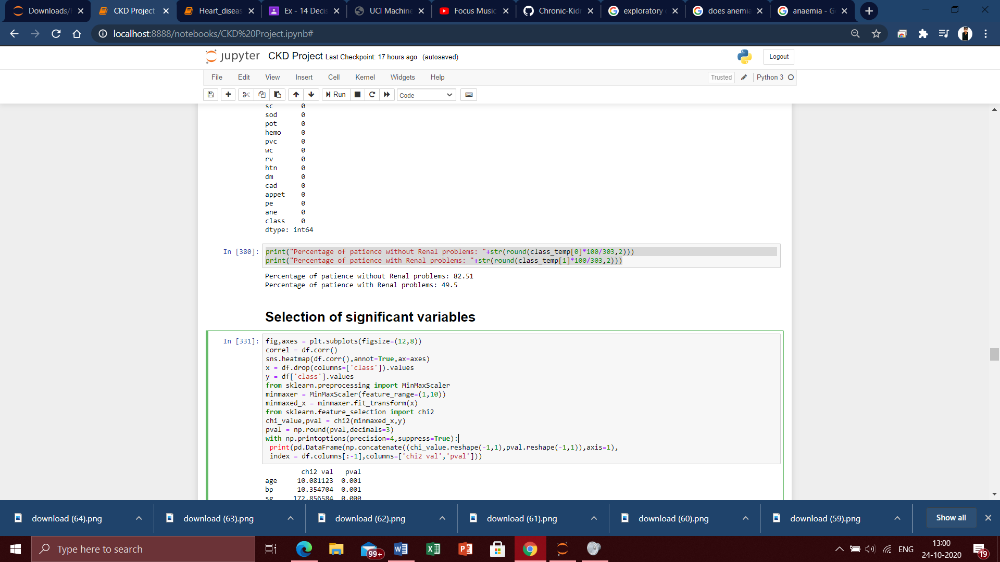 Downloads/
CKD Project
Heart_diseas
Ex - 14 Decis
UCI Machine
Focus Music
Chronic-Kidn
exploratory
does anemia
anaemia - G
localhost:8888/notebooks/CKD%20Project.ipynb#
jupyter CKD Project Last Checkpoint: 17 hours ago (autosaved)
Logout
File Edit View Insert Cell Kernel Widgets Help
Trusted
Python 3
Run
Code
sc 0
sod 0
pot 0
hemo 0
pvc 0
wc 0
rv 0
htn 0
dm 0
cad 0
appet 0
pe 0
ane 0
class 0
dtype: int64
In [380]: print("Percentage of patience without Renal problems: "+str(round(class_temp[0]*100/303,2)))
print("Percentage of patience with Renal problems: "+str(round(class_temp[1]*100/303,2)))
Percentage of patience without Renal problems: 82.51
Percentage of patience with Renal problems: 49.5
Selection of significant variables
In [331]: fig,axes = plt.subplots(figsize=(12,8))
correl = df.corr()
sns.heatmap(df.corr(),annot=True,ax=axes)
x = df.drop(columns=['class']).values
y = df['class'].values
from sklearn.preprocessing import MinMaxScaler
minmaxer = MinMaxScaler(feature_range=(1,10))
minmaxed_x = minmaxer.fit_transform(x)
from sklearn.feature_selection import chi2
chi_value,pval = chi2(minmaxed_x,y)
pval = np.round(pval,decimals=3)
with np.printoptions(precision=4,suppress=True):
print(pd.DataFrame(np.concatenate((chi_value.reshape(-1,1),pval.reshape(-1,1)),axis=1),
index = df.columns[:-1],columns=['chi2 val','pval']))
chi2 val pval
age 10.081123 0.001
bp 10.354704 0.001
sg 172.856584 0.000
download (64).png
download (63).png
download (62).png
download (61).png
download (60).png
download (59).png
Show all
Type here to search
99+
ENG
13:00
24-10-2020
19